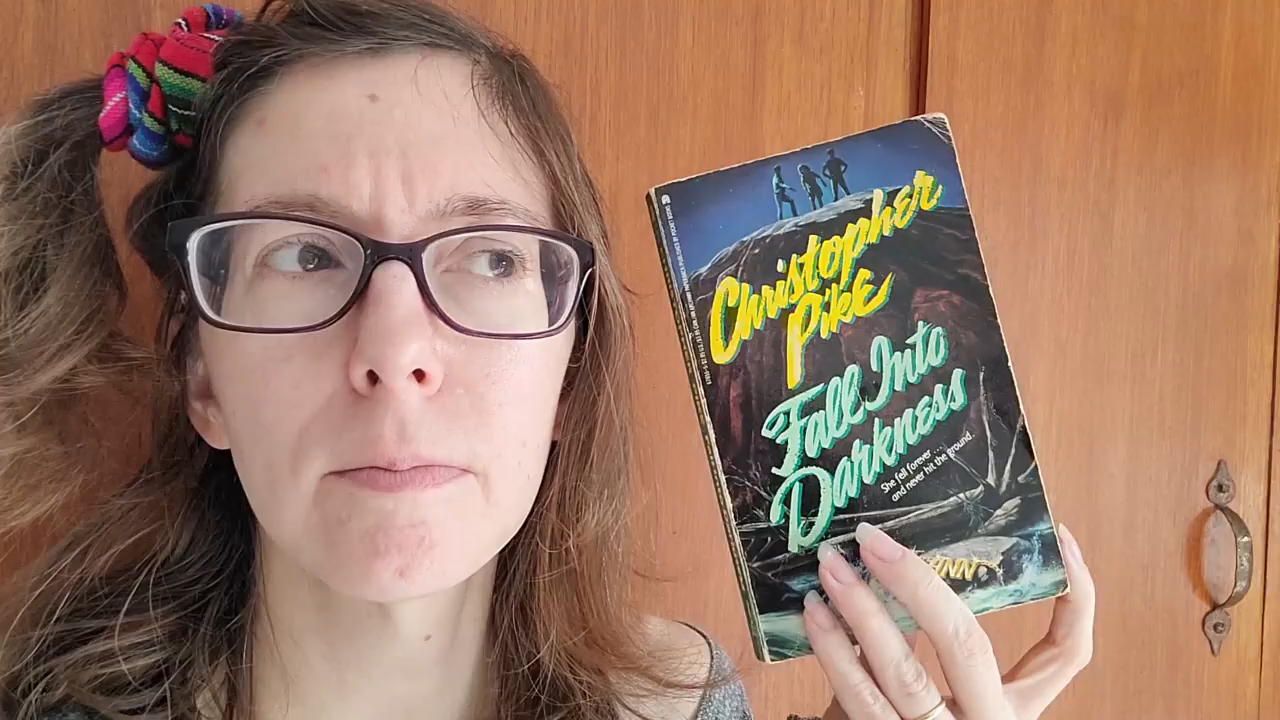 Christopher
Pike
Fall Into
Darkness
She fell forever ...
and never hit the ground.